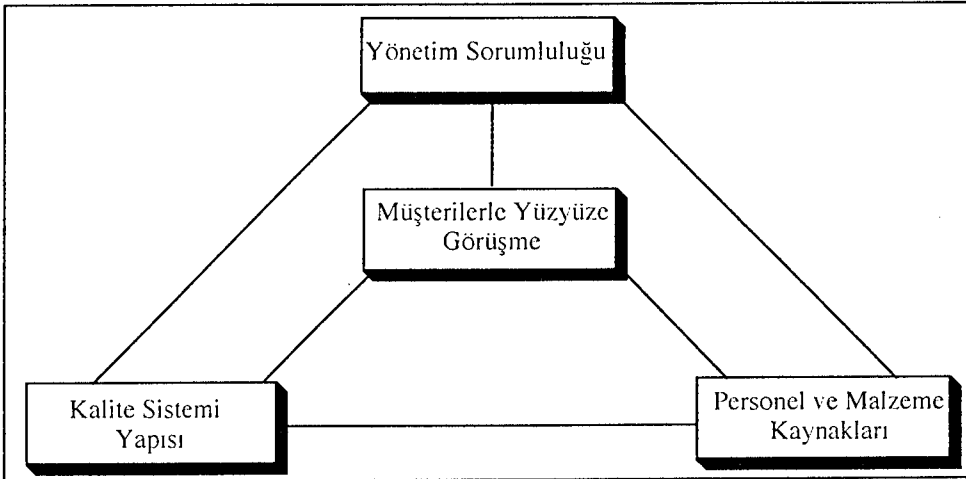 Yönetim Sorumluluğu
Müşterilerle Yüzyüze
Görüşme
Kalite Sistemi
Yapısı
Personel ve Malzeme
Kaynakları